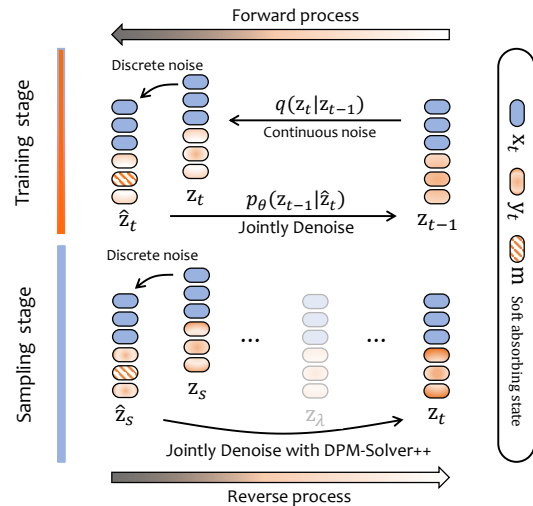 Forward process
Training stage
Discrete noise
q(z_t|z_{t-1})
Continuous noise
z_t
ẑ_t
p_θ(z_{t-1}|ẑ_t)
Jointly Denoise
z_{t-1}
Sampling stage
Discrete noise
... ...
z_s
ẑ_s
z_λ
z_t
Jointly Denoise with DPM-Solver++
Reverse process
x_t
y_t
m
Soft absorbing state